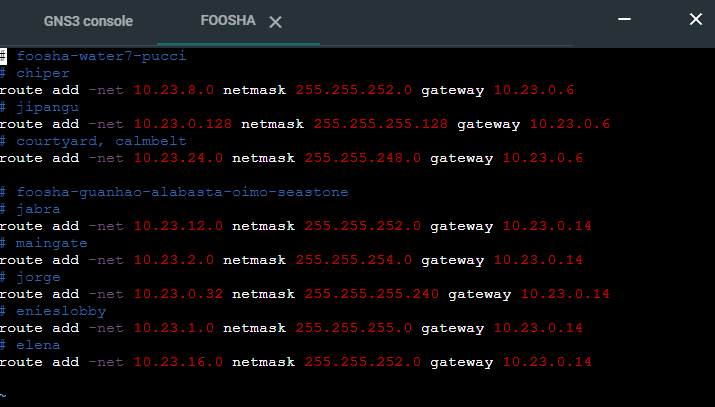 GNS3 console FOOSHA
# foosha-water7-pucci
# chiper
route add -net 10.23.8.0 netmask 255.255.252.0 gateway 10.23.0.6
# jipangu
route add -net 10.23.0.128 netmask 255.255.255.128 gateway 10.23.0.6
# courtyard, calmbelt
route add -net 10.23.24.0 netmask 255.255.248.0 gateway 10.23.0.6
# foosha-guanhao-alabasta-oimo-seastone
# jabra
route add -net 10.23.12.0 netmask 255.255.252.0 gateway 10.23.0.14
# maingate
route add -net 10.23.2.0 netmask 255.255.254.0 gateway 10.23.0.14
# jorge
route add -net 10.23.0.32 netmask 255.255.255.240 gateway 10.23.0.14
# enieslobby
route add -net 10.23.1.0 netmask 255.255.255.0 gateway 10.23.0.14
# elena
route add -net 10.23.16.0 netmask 255.255.252.0 gateway 10.23.0.14
~